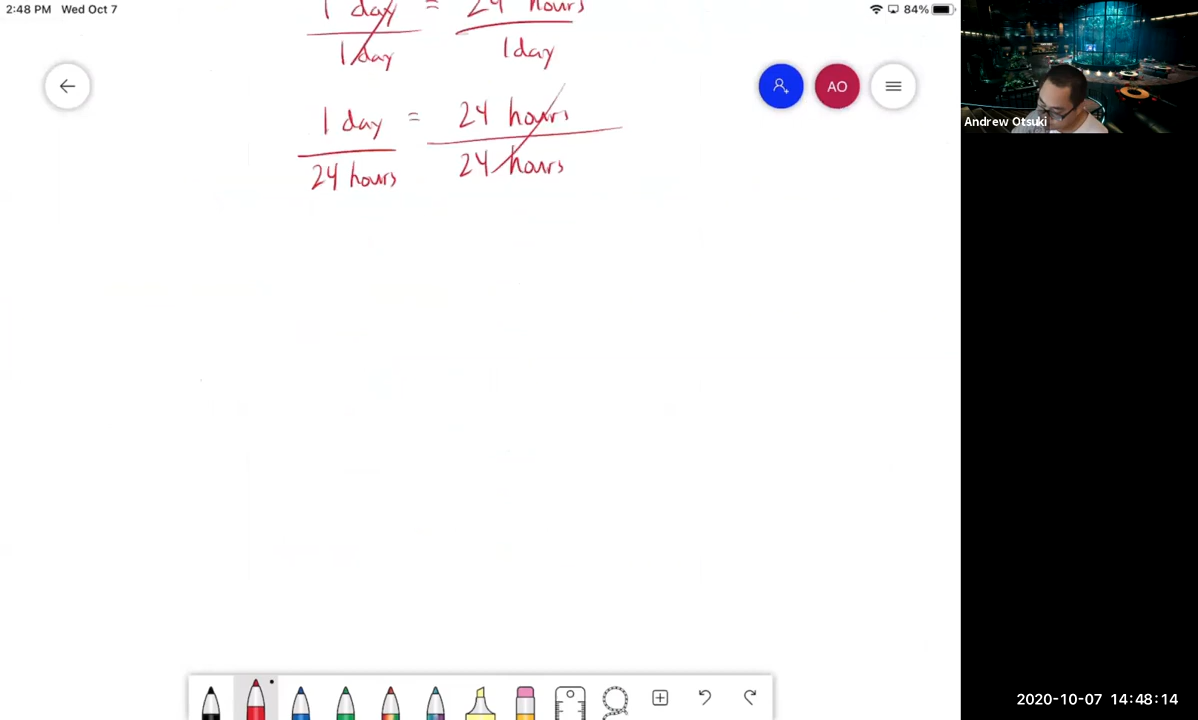 2:48 PM Wed Oct 7
84%
1 day = 24 hours
1 day 1 day
AO
1 day = 24 hours
24 hours 24 hours
Andrew Otsuki
2020-10-07 14:48:14